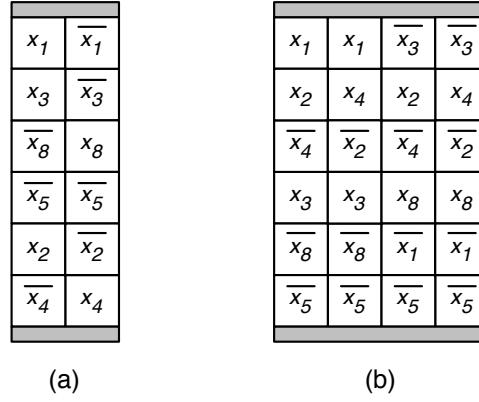 x₁ x̅₁ x₁ x₁ x̅₃ x̅₃
x₃ x̅₃ x₂ x₄ x₂ x₄
x̅₈ x₈ x̅₄ x̅₂ x̅₄ x̅₂
x̅₅ x̅₅ x₃ x₃ x₈ x₈
x₂ x̅₂ x̅₈ x̅₈ x̅₁ x̅₁
x̅₄ x₄ x̅₅ x̅₅ x̅₅ x̅₅
(a) (b)